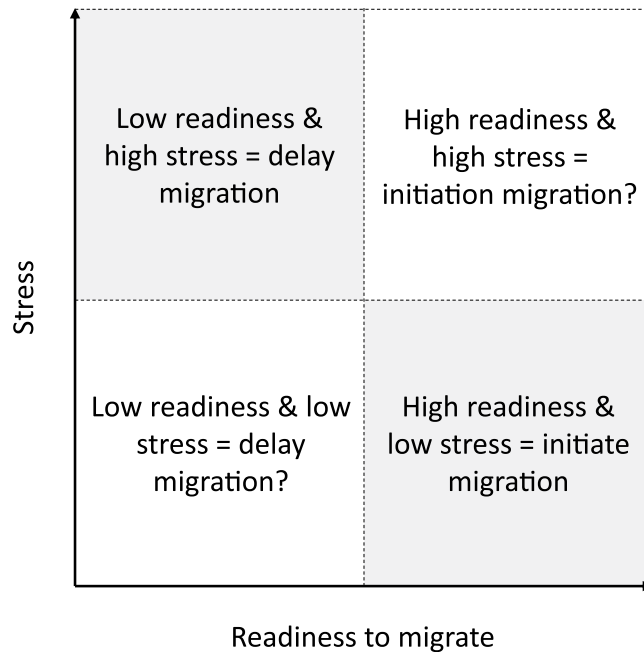 Low readiness &
high stress = delay
migration
High readiness &
high stress =
initiation migration?
Stress
Low readiness & low
stress = delay
migration?
High readiness &
low stress = initiate
migration
Readiness to migrate